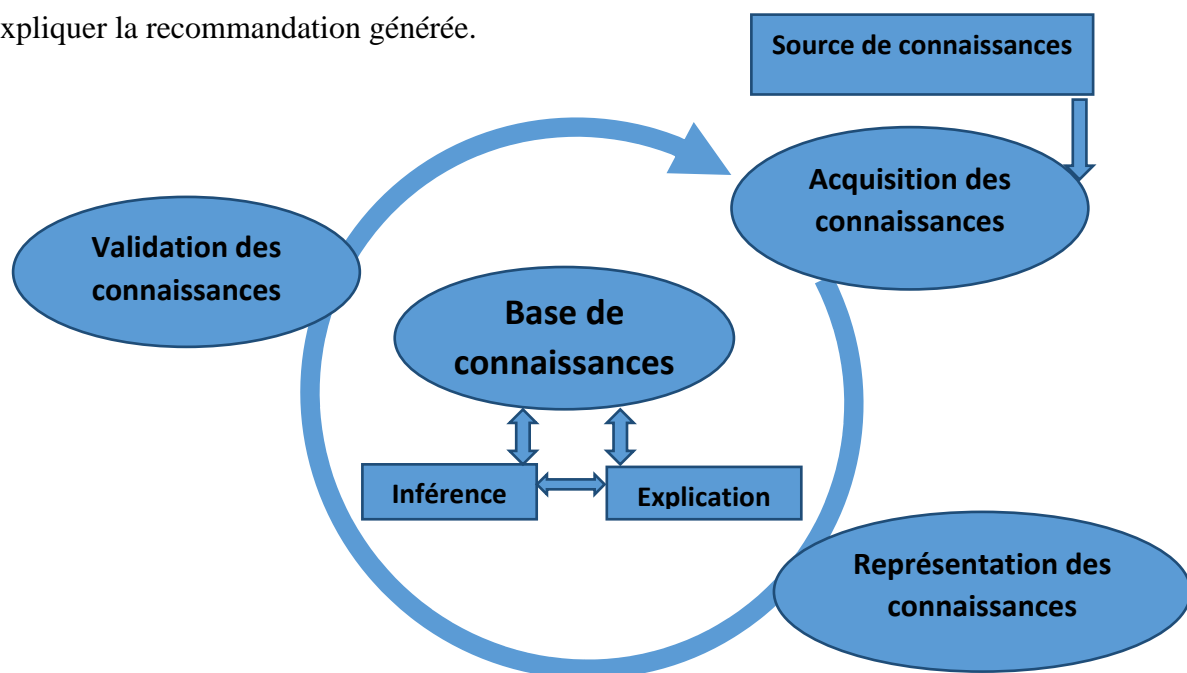 xpliquer la recommandation générée.
Source de connaissances
Acquisition des
connaissances
Validation des
connaissances
Base de
connaissances
Inférence
Explication
Représentation des
connaissances